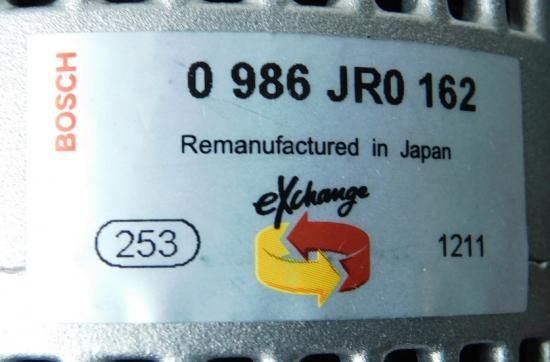 BOSCH
0 986 JR0 162
Remanufactured in Japan
eXchange
253
1211